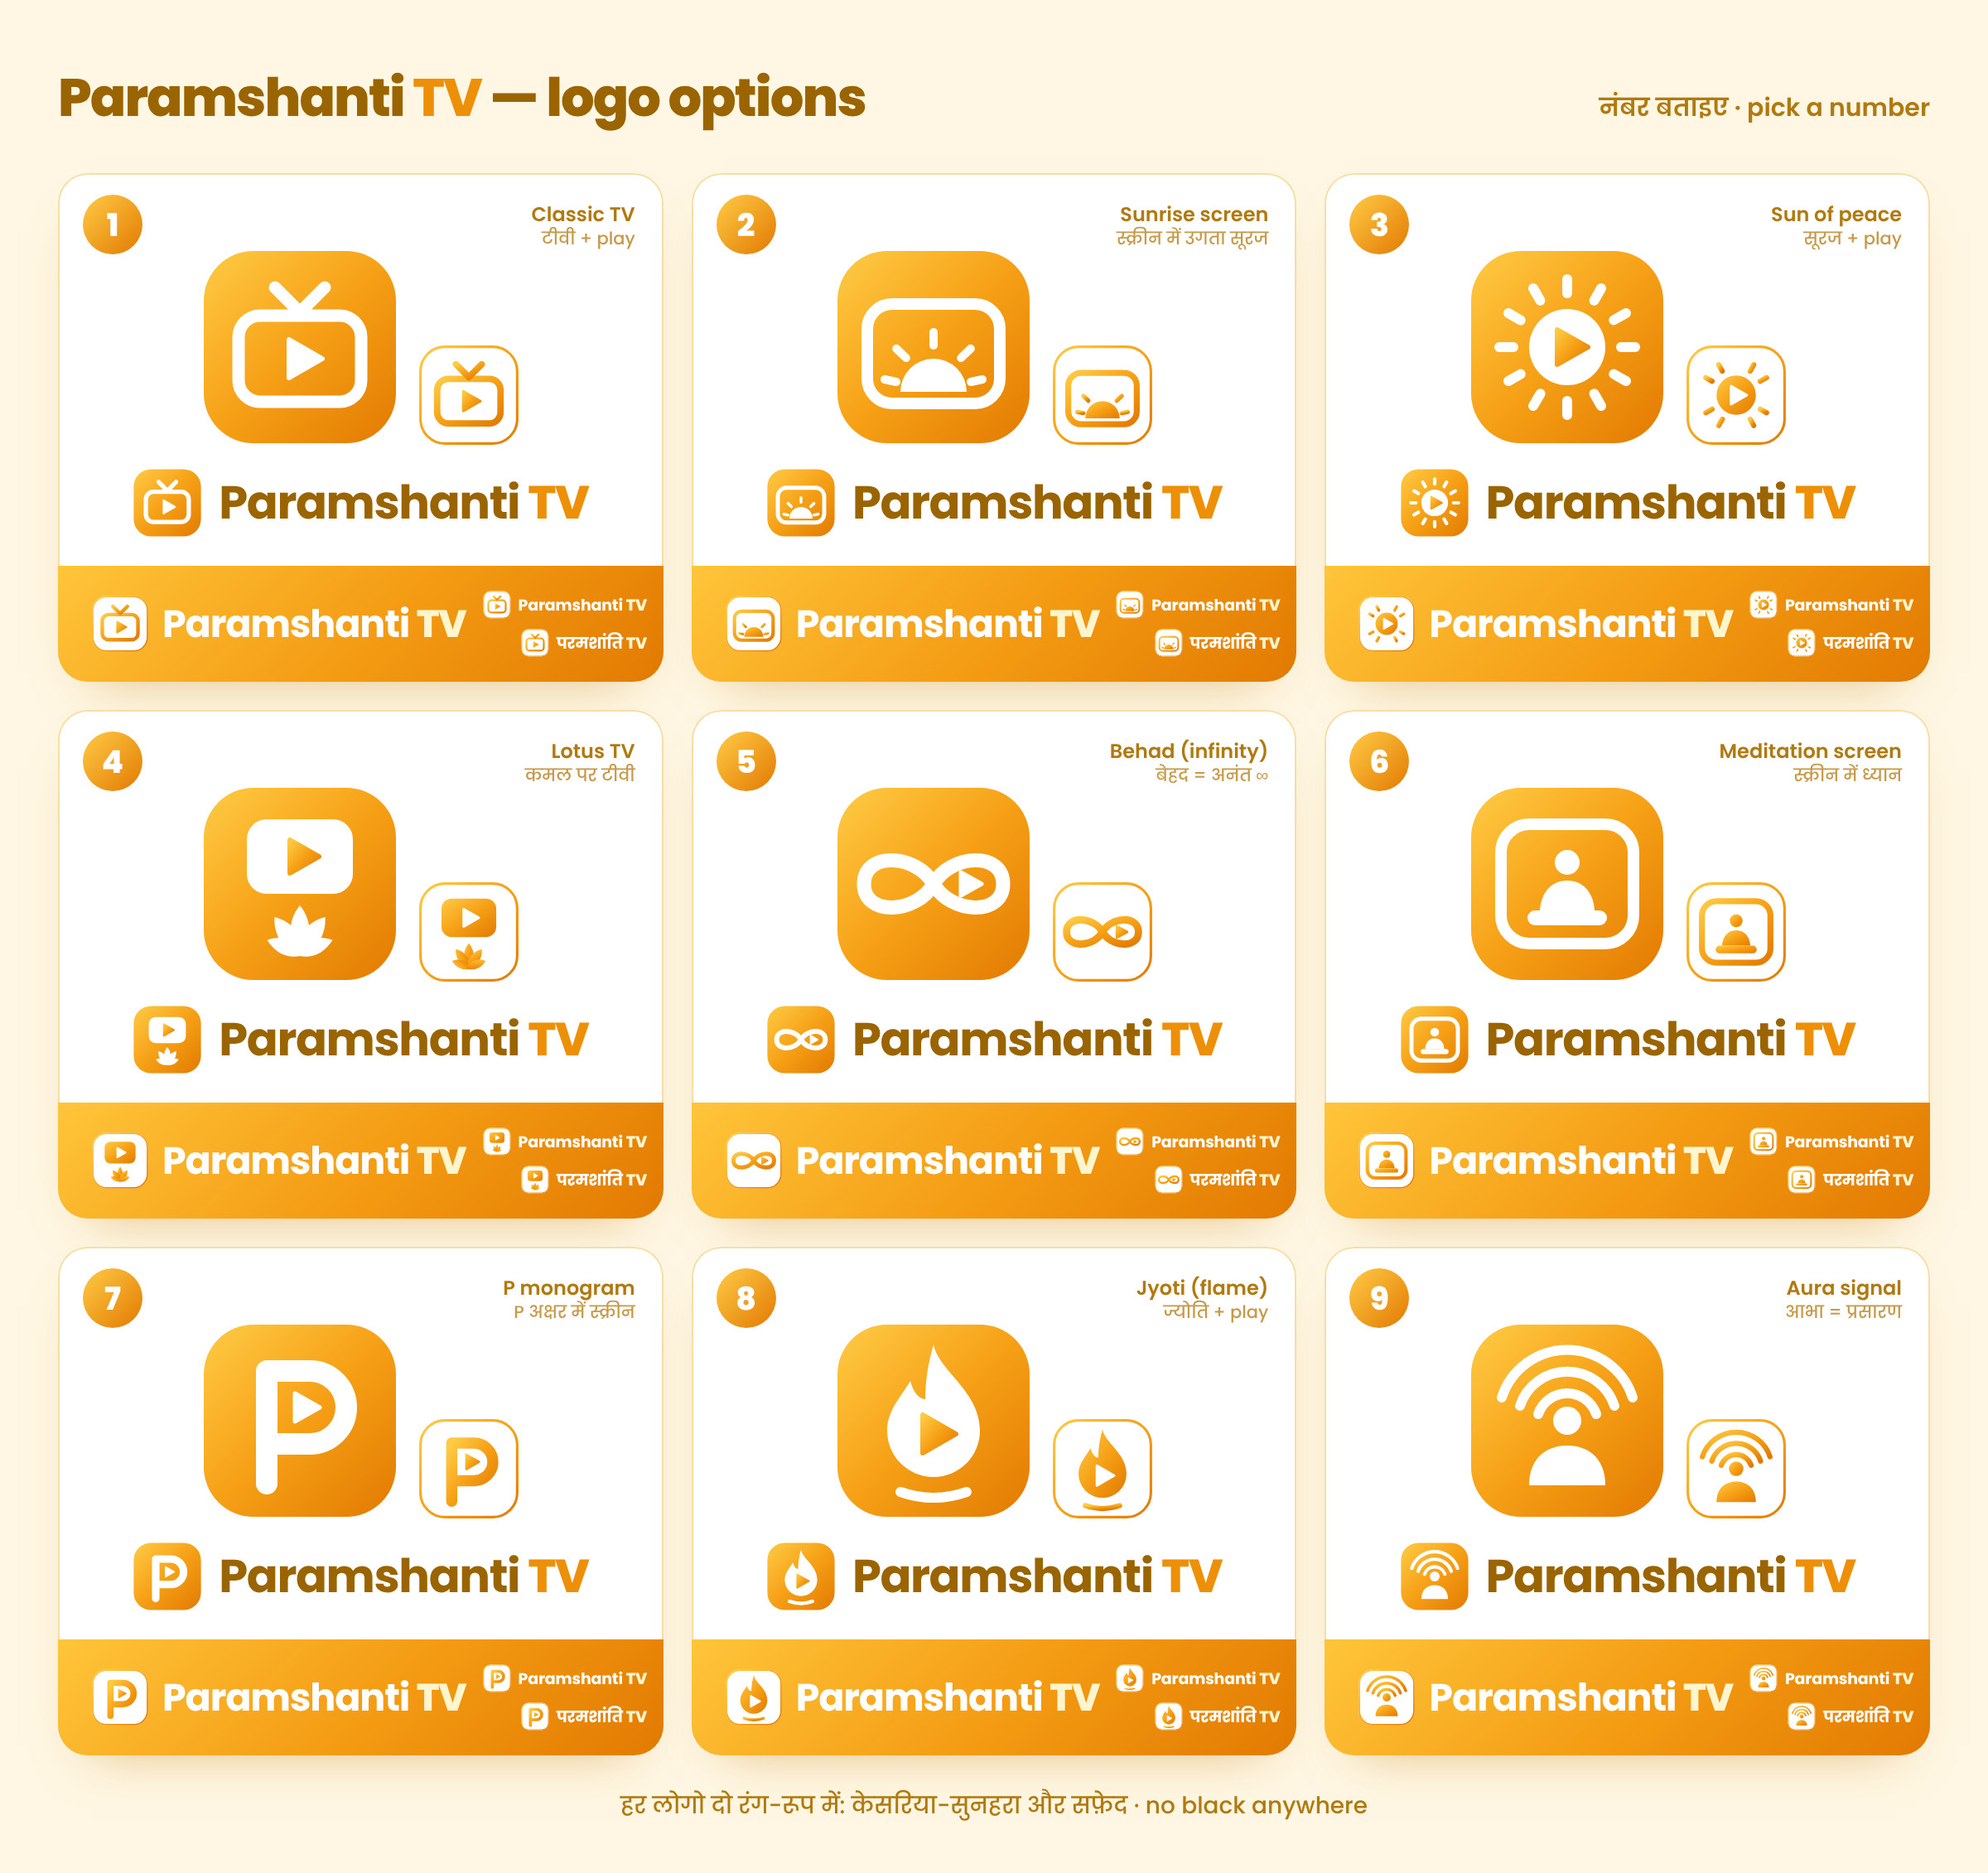 Paramshanti TV — logo options
नंबर बताइए · pick a number
1
Classic TV
टीवी + play
Paramshanti TV
Paramshanti TV
Paramshanti TV
परमशांति TV
2
Sunrise screen
स्क्रीन में उगता सूरज
Paramshanti TV
Paramshanti TV
Paramshanti TV
परमशांति TV
3
Sun of peace
सूरज + play
Paramshanti TV
Paramshanti TV
Paramshanti TV
परमशांति TV
4
Lotus TV
कमल पर टीवी
Paramshanti TV
Paramshanti TV
Paramshanti TV
परमशांति TV
5
Behad (infinity)
बेहद = अनंत ∞
Paramshanti TV
Paramshanti TV
Paramshanti TV
परमशांति TV
6
Meditation screen
स्क्रीन में ध्यान
Paramshanti TV
Paramshanti TV
Paramshanti TV
परमशांति TV
7
P monogram
P अक्षर में स्क्रीन
P
P
P
Paramshanti TV
P
Paramshanti TV
P
Paramshanti TV
P
परमशांति TV
8
Jyoti (flame)
ज्योति + play
Paramshanti TV
Paramshanti TV
Paramshanti TV
परमशांति TV
9
Aura signal
आभा = प्रसारण
Paramshanti TV
Paramshanti TV
Paramshanti TV
परमशांति TV
हर लोगो दो रंग-रूप में: केसरिया-सुनहरा और सफ़ेद · no black anywhere